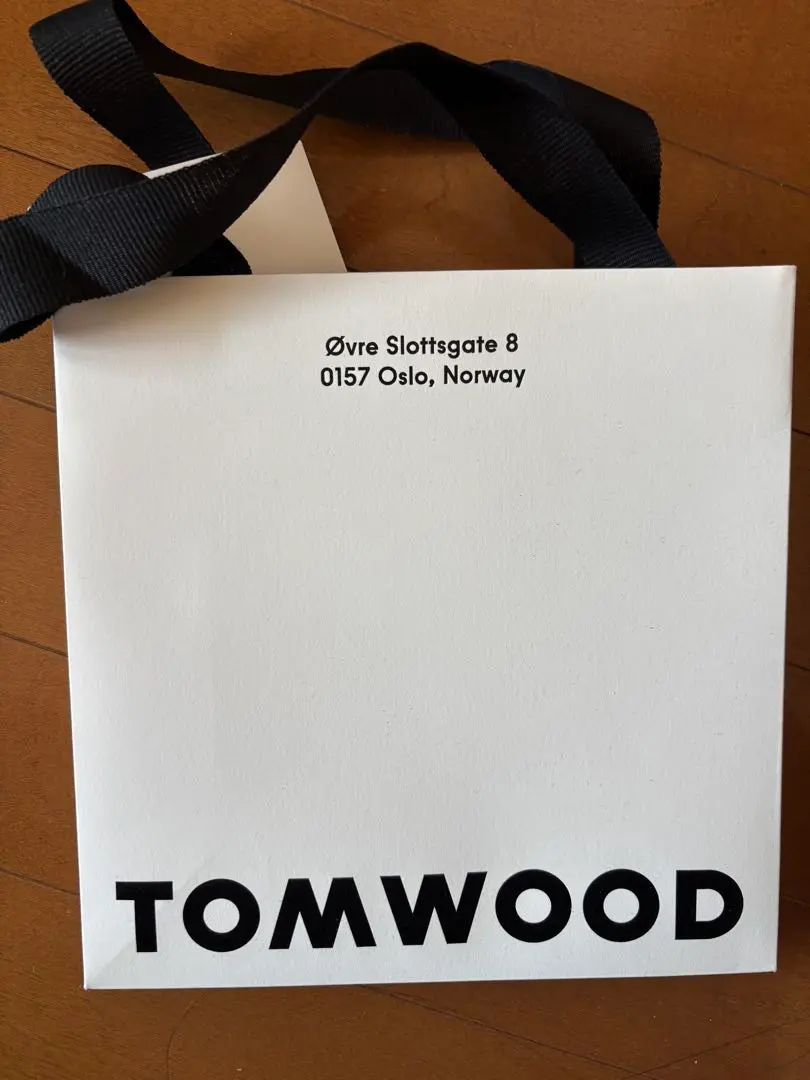 Øvre Slottsgate 8
0157 Oslo, Norway
TOMWOOD